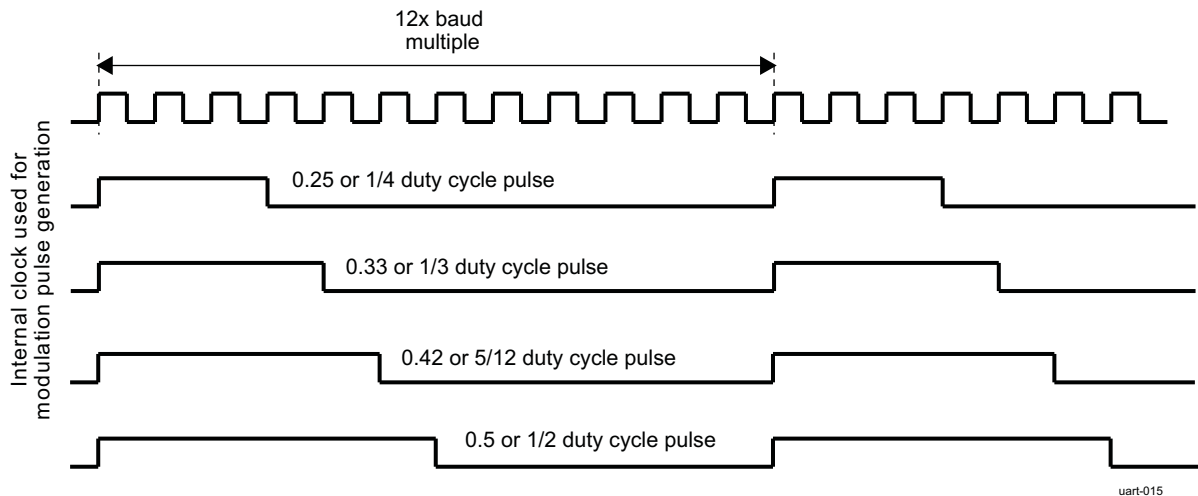 12x baud
multiple
Internal clock used for
modulation pulse generation
0.25 or 1/4 duty cycle pulse
0.33 or 1/3 duty cycle pulse
0.42 or 5/12 duty cycle pulse
0.5 or 1/2 duty cycle pulse
uart-015